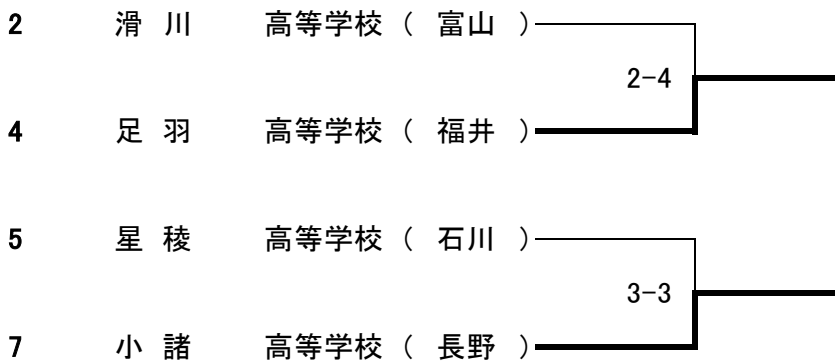 2 滑川 高等学校 ( 富山 )
2-4
4 足羽 高等学校 ( 福井 )
5 星稜 高等学校 ( 石川 )
3-3
7 小諸 高等学校 ( 長野 )